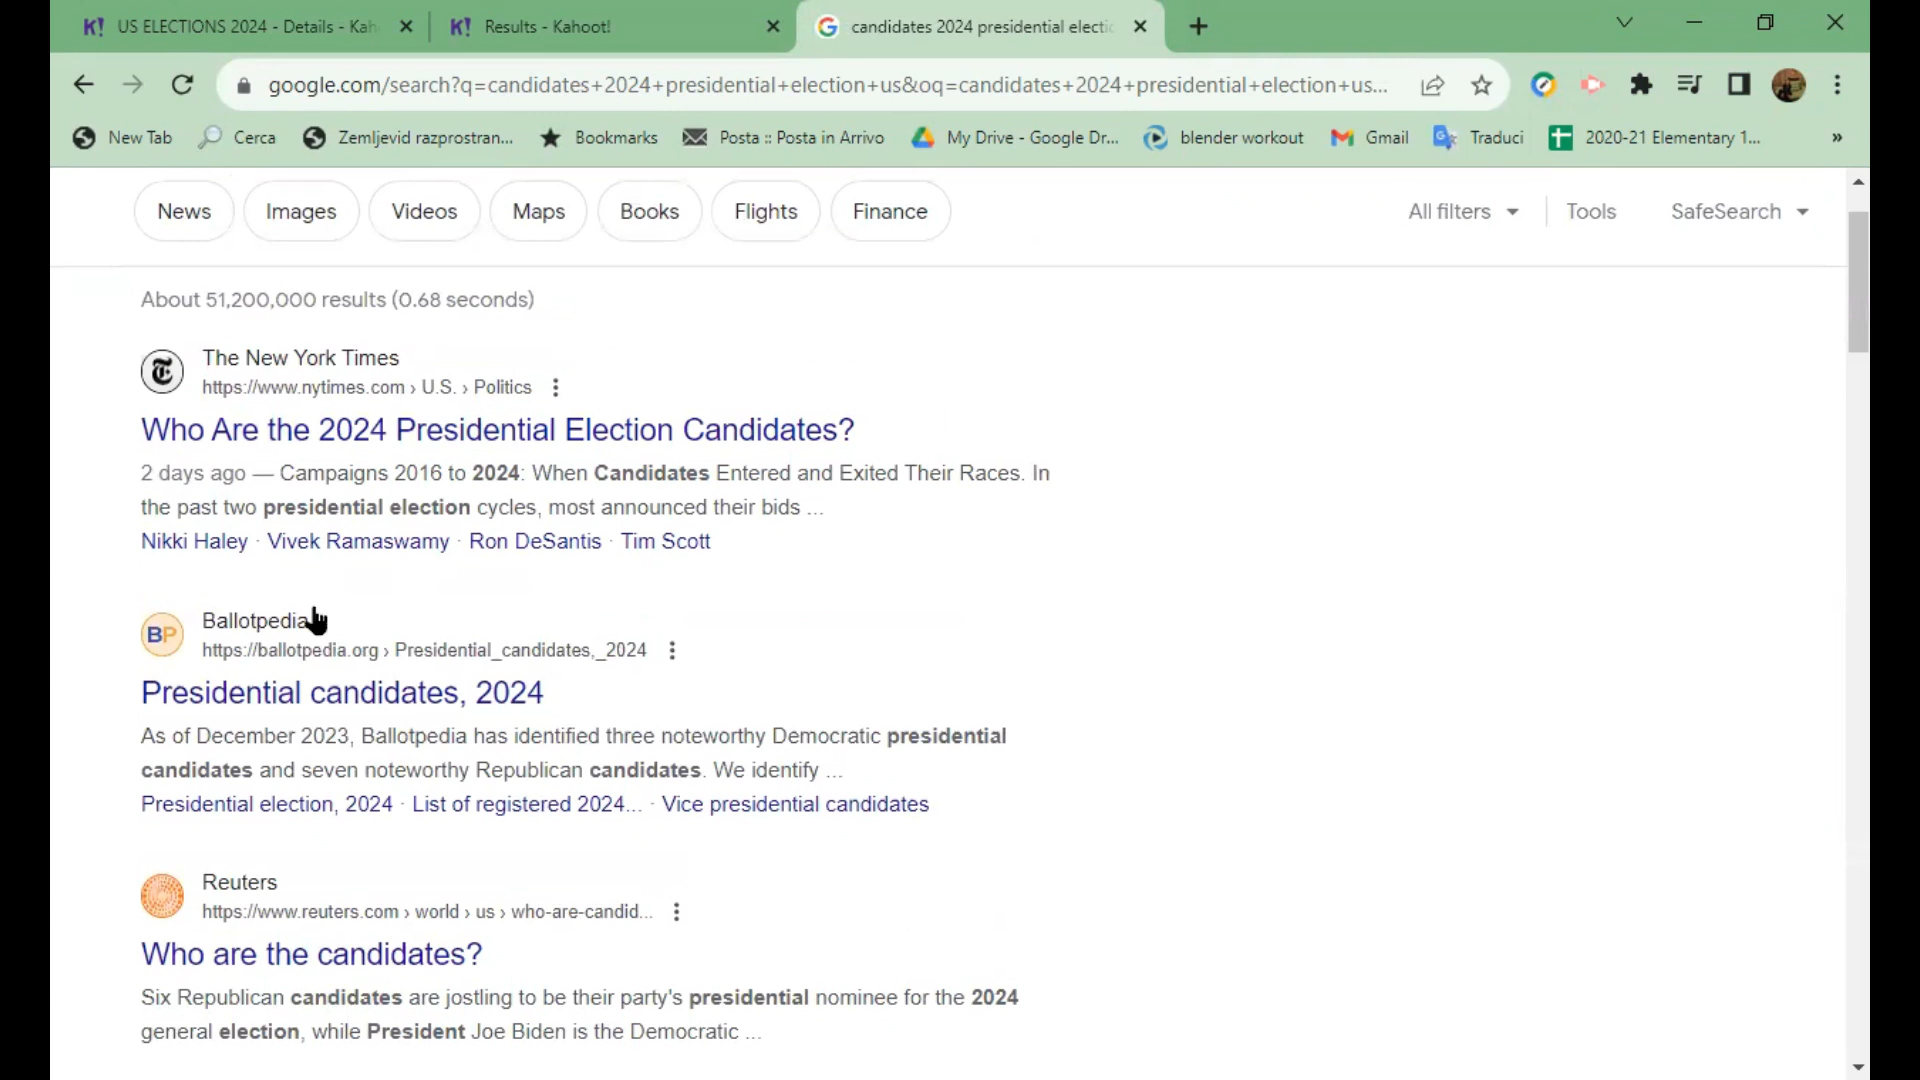 US ELECTIONS 2024 - Details - Kah
Results - Kahoot!
candidates 2024 presidential electi
google.com/search?q=candidates+2024+presidential+election+us&oq=candidates+2024+presidential+election+us...
New Tab
Cerca
Zemljevid razprostran...
Bookmarks
Posta :: Posta in Arrivo
My Drive - Google Dr...
blender workout
Gmail
Traduci
2020-21 Elementary 1...
»
News
Images
Videos
Maps
Books
Flights
Finance
All filters
Tools
SafeSearch
About 51,200,000 results (0.68 seconds)
The New York Times
https://www.nytimes.com › U.S. › Politics
Who Are the 2024 Presidential Election Candidates?
2 days ago — Campaigns 2016 to 2024: When Candidates Entered and Exited Their Races. In
the past two presidential election cycles, most announced their bids ...
Nikki Haley · Vivek Ramaswamy · Ron DeSantis · Tim Scott
BP
Ballotpedia
https://ballotpedia.org › Presidential_candidates,_2024
Presidential candidates, 2024
As of December 2023, Ballotpedia has identified three noteworthy Democratic presidential
candidates and seven noteworthy Republican candidates. We identify ...
Presidential election, 2024 · List of registered 2024... · Vice presidential candidates
Reuters
https://www.reuters.com › world › us › who-are-candid...
Who are the candidates?
Six Republican candidates are jostling to be their party's presidential nominee for the 2024
general election, while President Joe Biden is the Democratic ...